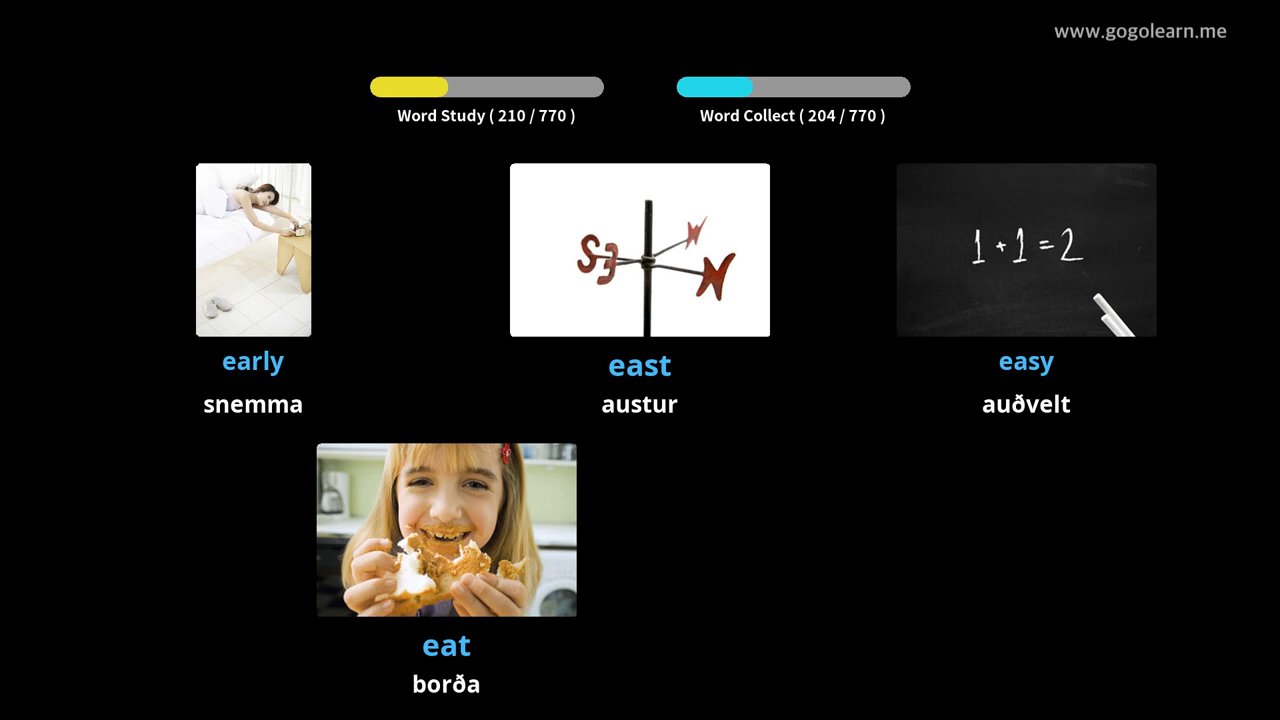 www.gogolearn.me
Word Study ( 210 / 770 )
Word Collect ( 204 / 770 )
1 + 1 = 2
early
east
easy
snemma
austur
auðvelt
eat
borða